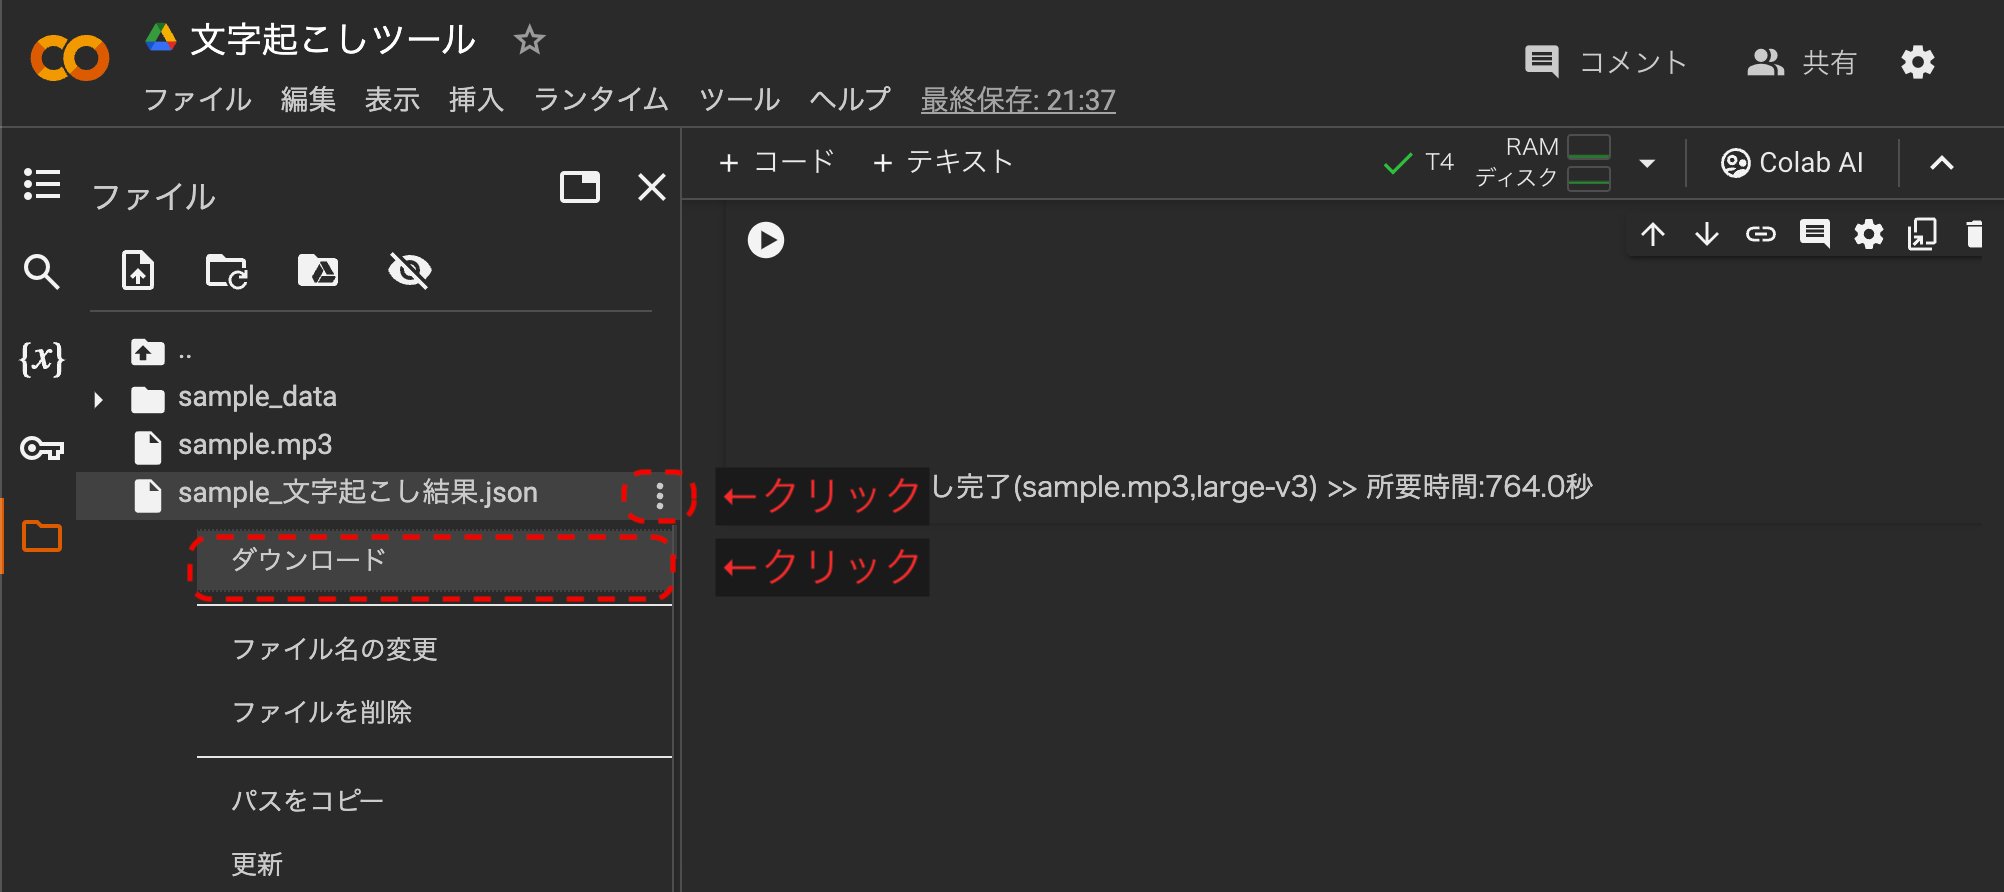 文字起こしツール
コメント 共有
ファイル 編集 表示 挿入 ランタイム ツール ヘルプ 最終保存: 21:37
ファイル
+ コード + テキスト
T4
RAM
ディスク
Colab AI
{x}
..
sample_data
sample.mp3
sample_文字起こし結果.json
←クリック
し完了(sample.mp3,large-v3) >> 所要時間:764.0秒
ダウンロード
←クリック
ファイル名の変更
ファイルを削除
パスをコピー
更新